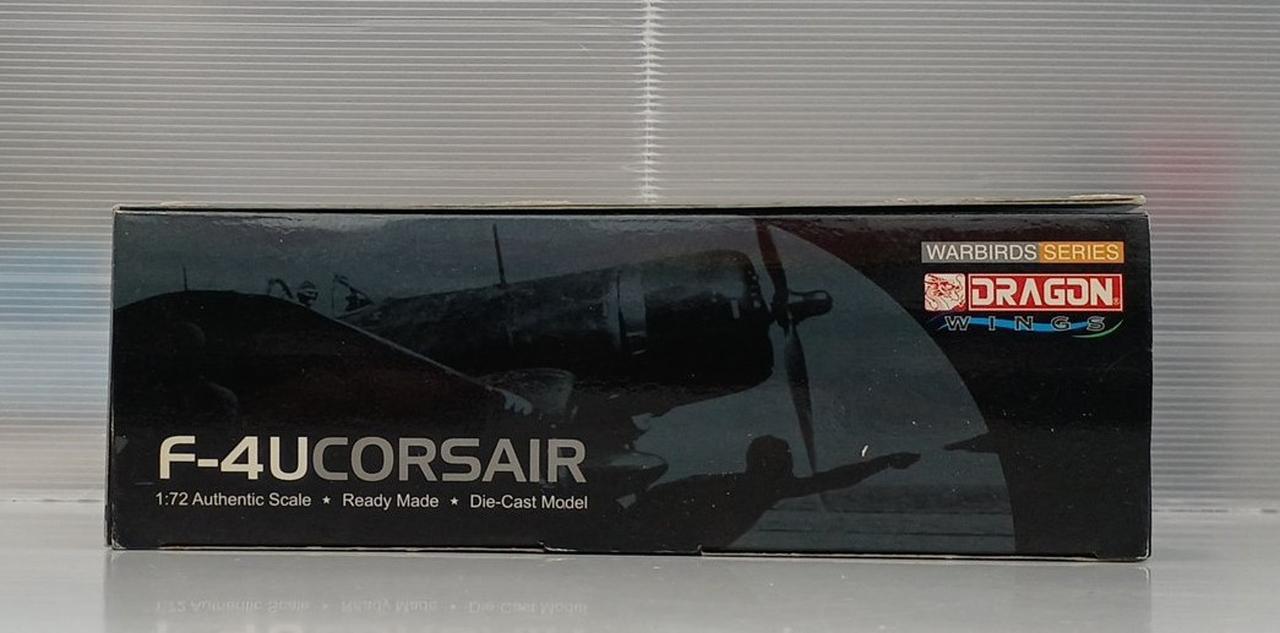 WARBIRDS SERIES
DRAGON®
WINGS
F-4UCORSAIR
1:72 Authentic Scale ★ Ready Made ★ Die-Cast Model